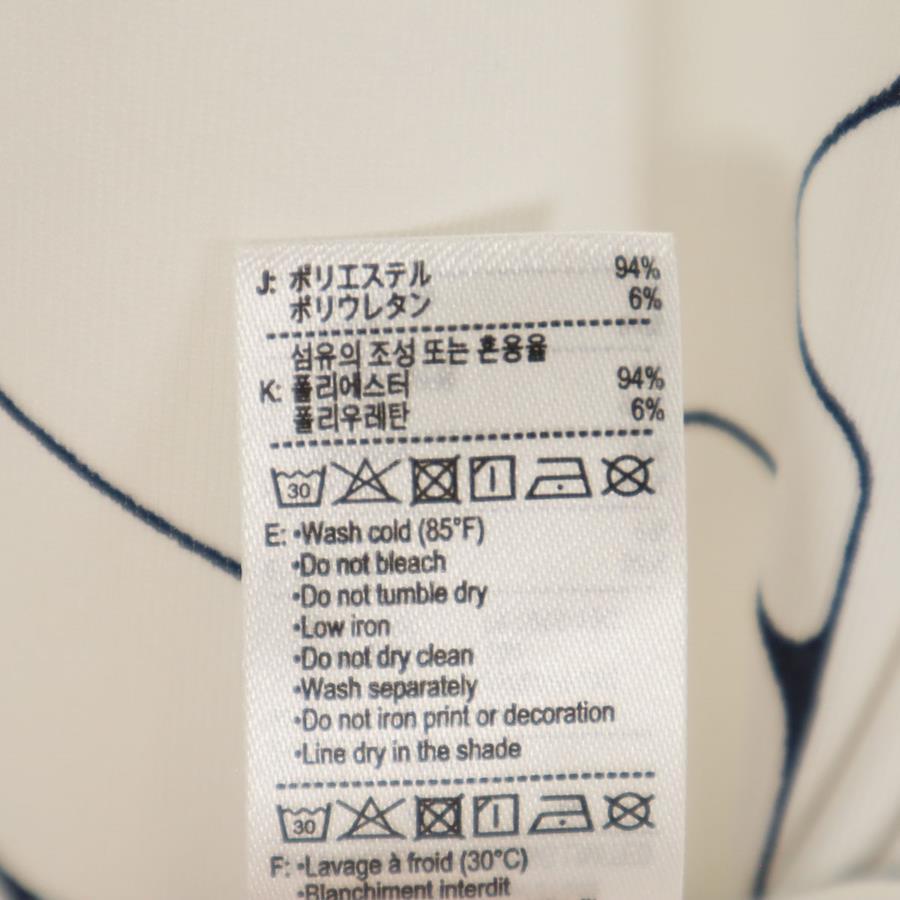 J: ポリエステル 94%
ポリウレタン 6%
섬유의 조성 또는 혼용율
K: 폴리에스터 94%
폴리우레탄 6%
30
E: •Wash cold (85°F)
•Do not bleach
•Do not tumble dry
•Low iron
•Do not dry clean
•Wash separately
•Do not iron print or decoration
•Line dry in the shade
30
F: •Lavage à froid (30°C)
•Blanchiment interdit